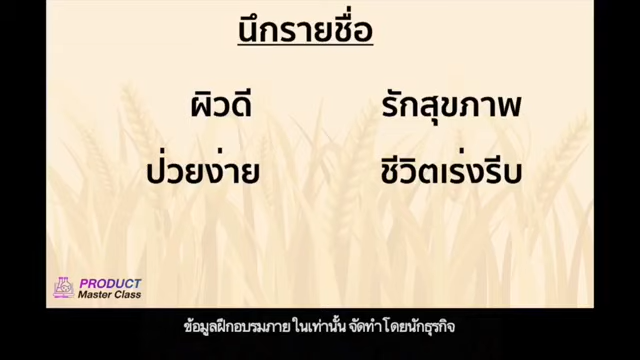 นึกรายชื่อ
ผิวดี รักสุขภาพ
ป่วยง่าย ชีวิตเร่งรีบ
PRODUCT
Master Class
ข้อมูลฝึกอบรมภายในเท่านั้น จัดทำโดยนักธุรกิจ